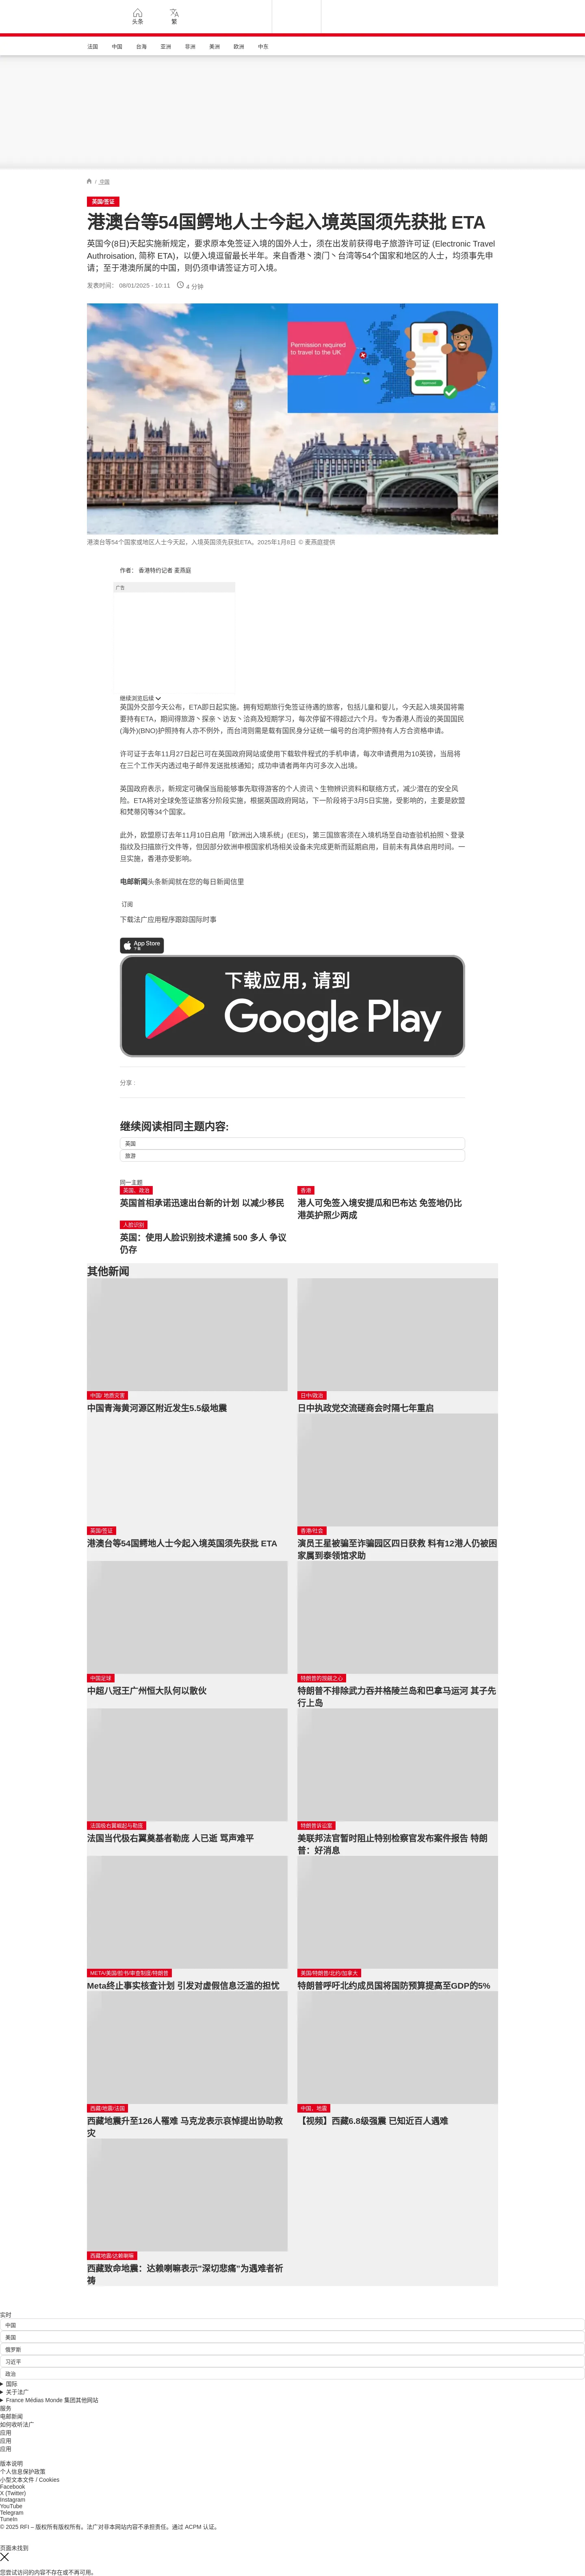 头条
繁
法国
中国
台海
亚洲
非洲
美洲
欧洲
中东
/ 中国
英国/签证
港澳台等54国鳄地人士今起入境英国须先获批 ETA
英国今(8日)天起实施新规定，要求原本免签证入境的国外人士，须在出发前获得电子旅游许可证 (Electronic Travel
Authroisation, 简称 ETA)，以便入境逗留最长半年。来自香港丶澳门丶台湾等54个国家和地区的人士，均须事先申
请；至于港澳所属的中国，则仍须申请签证方可入境。
发表时间： 08/01/2025 - 10:11 4 分钟
Permission required
to travel to the UK
港澳台等54个国家或地区人士今天起，入境英国须先获批ETA。2025年1月8日 © 麦燕庭提供
作者： 香港特约记者 麦燕庭
广告
继续浏览后续
英国外交部今天公布，ETA即日起实施。拥有短期旅行免签证待遇的旅客，包括儿童和婴儿，今天起入境英国将需
要持有ETA，期间得旅游丶探亲丶访友丶洽商及短期学习，每次停留不得超过六个月。专为香港人而设的英国国民
(海外)(BNO)护照持有人亦不例外，而台湾则需是载有国民身分证统一编号的台湾护照持有人方合资格申请。
许可证于去年11月27日起已可在英国政府网站或使用下载软件程式的手机申请，每次申请费用为10英镑，当局将
在三个工作天内透过电子邮件发送批核通知；成功申请者两年内可多次入出境。
英国政府表示，新规定可确保当局能够事先取得游客的个人资讯丶生物辨识资料和联络方式，减少潜在的安全风
险。ETA将对全球免签证旅客分阶段实施，根据英国政府网站，下一阶段将于3月5日实施，受影响的，主要是欧盟
和梵蒂冈等34个国家。
此外，欧盟原订去年11月10日启用「欧洲出入境系统」(EES)，第三国旅客须在入境机场至自动查验机拍照丶登录
指纹及扫描旅行文件等，但因部分欧洲申根国家机场相关设备未完成更新而延期启用，目前未有具体启用时间。一
旦实施，香港亦受影响。
电邮新闻头条新闻就在您的每日新闻信里
订阅
下载法广应用程序跟踪国际时事
App Store
下载
下载应用，请到
Google Play
分享 :
继续阅读相同主题内容:
英国
旅游
同一主题
英国、政治
英国首相承诺迅速出台新的计划 以减少移民
香港
港人可免签入境安提瓜和巴布达 免签地仍比
港英护照少两成
人脸识别
英国：使用人脸识别技术逮捕 500 多人 争议
仍存
其他新闻
中国/ 地质灾害
中国青海黄河源区附近发生5.5级地震
日中/政治
日中执政党交流磋商会时隔七年重启
英国/签证
港澳台等54国鳄地人士今起入境英国须先获批 ETA
香港/社会
演员王星被骗至诈骗园区四日获救 料有12港人仍被困
家属到泰领馆求助
中国足球
中超八冠王广州恒大队何以散伙
特朗普的觊觎之心
特朗普不排除武力吞并格陵兰岛和巴拿马运河 其子先
行上岛
法国极右翼崛起与勒庞
法国当代极右翼奠基者勒庞 人已逝 骂声难平
特朗普诉讼案
美联邦法官暂时阻止特别检察官发布案件报告 特朗
普：好消息
META/美国/脸书/审查制度/特朗普
Meta终止事实核查计划 引发对虚假信息泛滥的担忧
美国/特朗普/北约/加拿大
特朗普呼吁北约成员国将国防预算提高至GDP的5%
西藏/地震/法国
西藏地震升至126人罹难 马克龙表示哀悼提出协助救
灾
中国，地震
【视频】西藏6.8级强震 已知近百人遇难
西藏地震/达赖喇嘛
西藏致命地震：达赖喇嘛表示"深切悲痛"为遇难者祈
祷
实时
中国
美国
俄罗斯
习近平
政治
国际
关于法广
France Médias Monde 集团其他网站
服务
电邮新闻
如何收听法广
应用
应用
应用
版本说明
个人信息保护政策
小型文本文件 / Cookies
Facebook
X (Twitter)
Instagram
YouTube
Telegram
TuneIn
© 2025 RFI – 版权所有版权所有。法广对非本网站内容不承担责任。通过 ACPM 认证。
页面未找到
您尝试访问的内容不存在或不再可用。